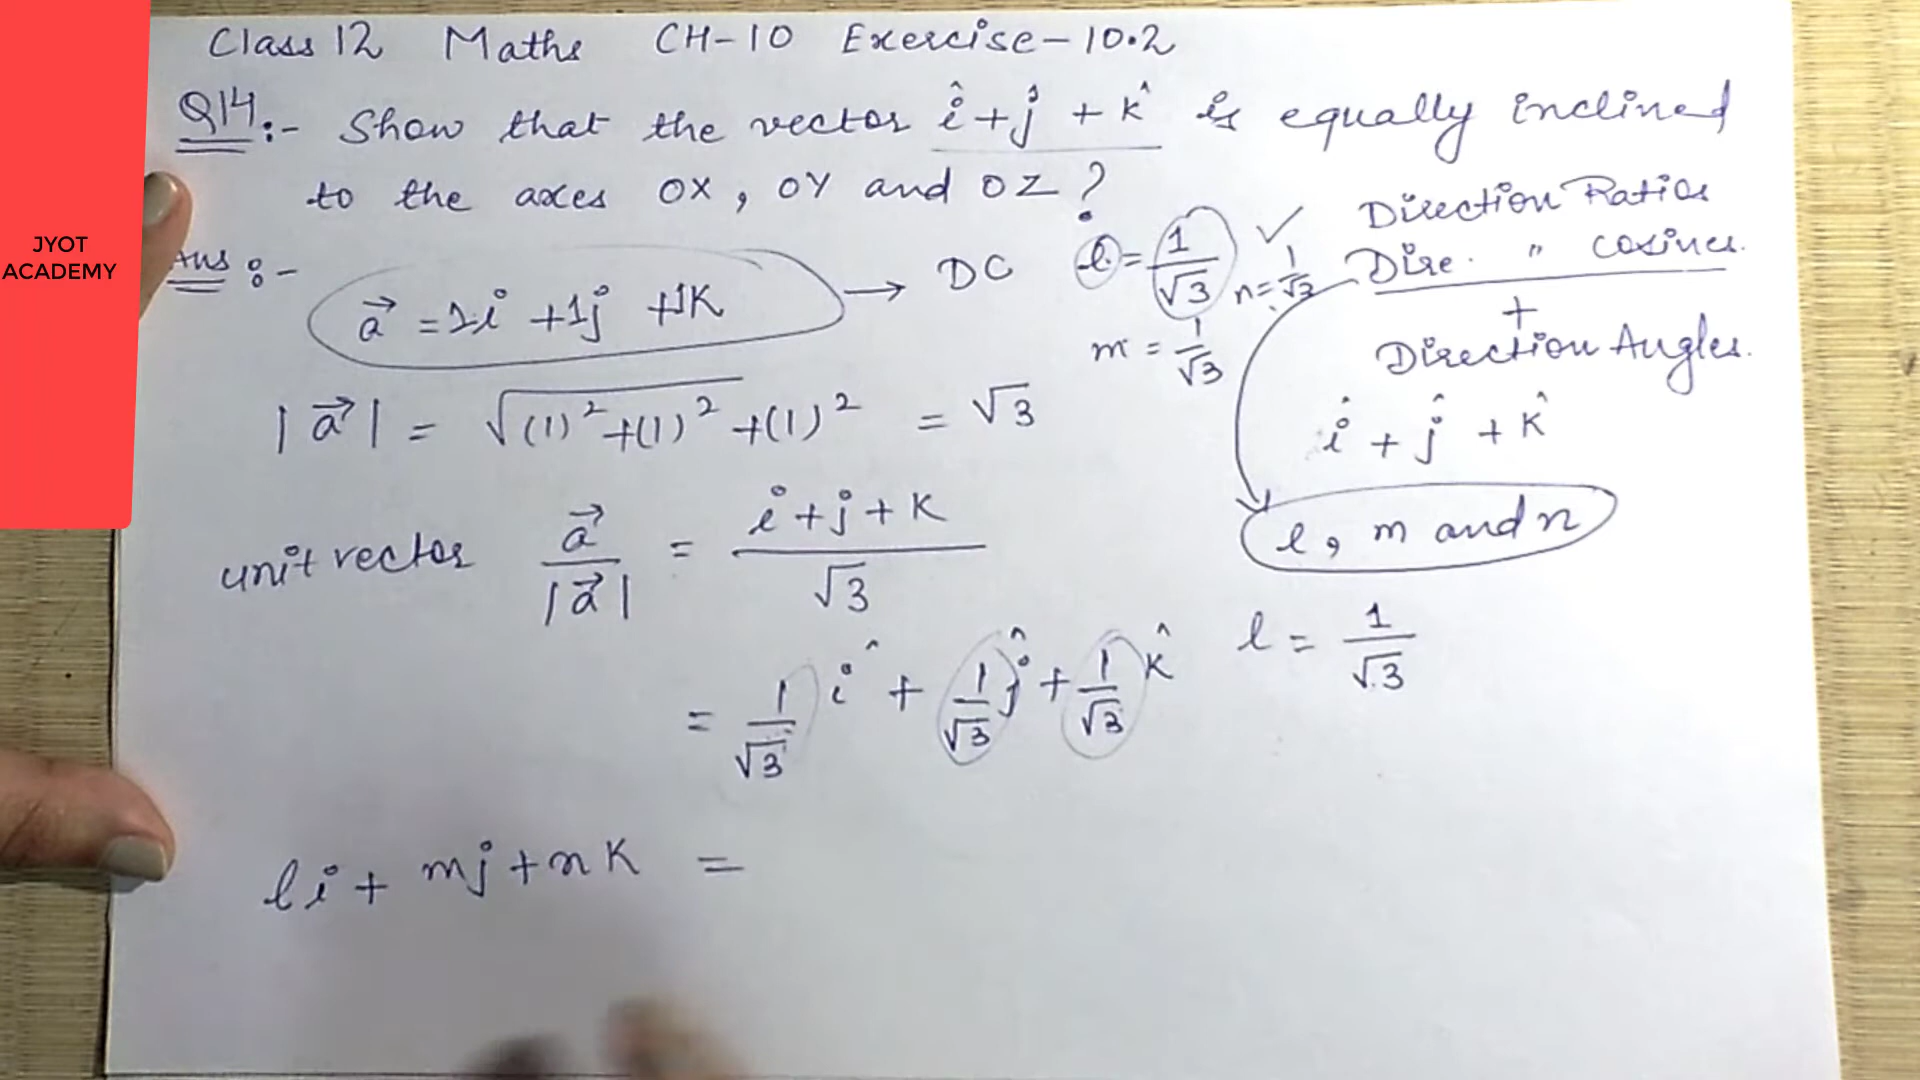 Class 12 Maths CH-10 Exercise-10.2
Q14:- Show that the vector î + ĵ + k̂ is equally inclined
to the axes OX, OY and OZ?
JYOT
ACADEMY
Ans :-
a⃗ = 1i + 1j + 1k → DC
l = 1/√3 ✓
n = 1/√3
m = 1/√3
Direction Ratios
Dire. " cosines.
+
Direction Angles.
î + ĵ + k̂
l, m and n
l = 1/√3
|a⃗| = √(1)² + (1)² + (1)² = √3
unit vector a⃗/|a⃗| = i + j + k/√3
= 1/√3 î + 1/√3 ĵ + 1/√3 k̂
li + mj + nk =